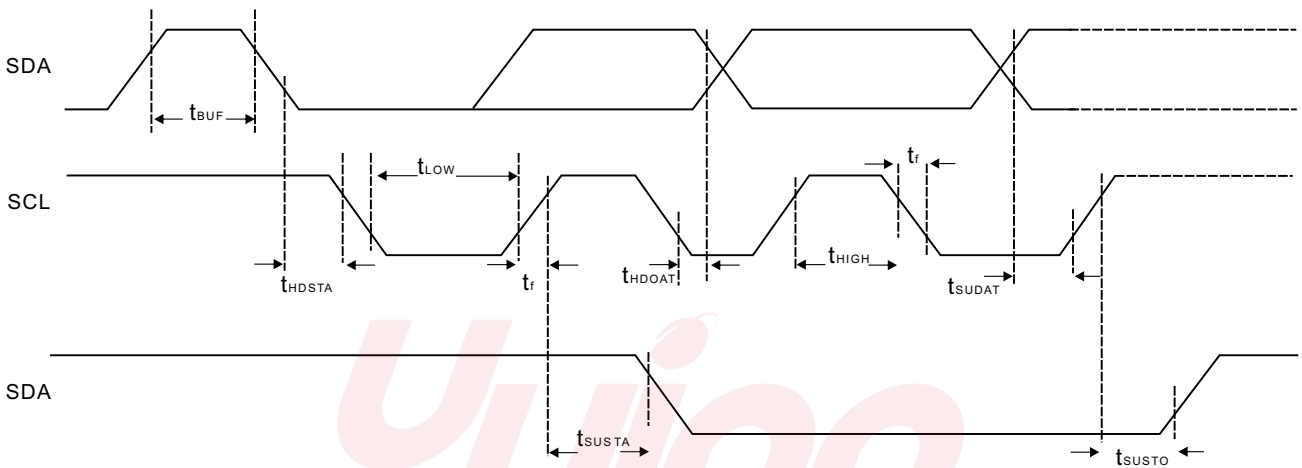 SDA
tBUF
tLOW
tf
SCL
tHDSTA
tf
tHDOAT
tHIGH
tSUDAT
SDA
tSUSTA
tSUSTO